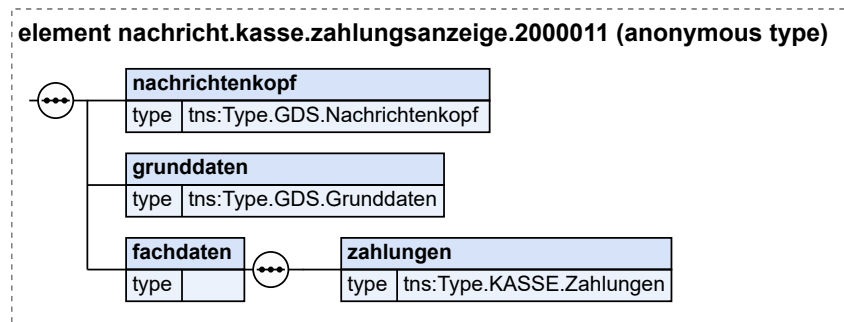 element nachricht.kasse.zahlungsanzeige.2000011 (anonymous type)
nachrichtenkopf
type tns:Type.GDS.Nachrichtenkopf
grunddaten
type tns:Type.GDS.Grunddaten
fachdaten
type
zahlungen
type tns:Type.KASSE.Zahlungen